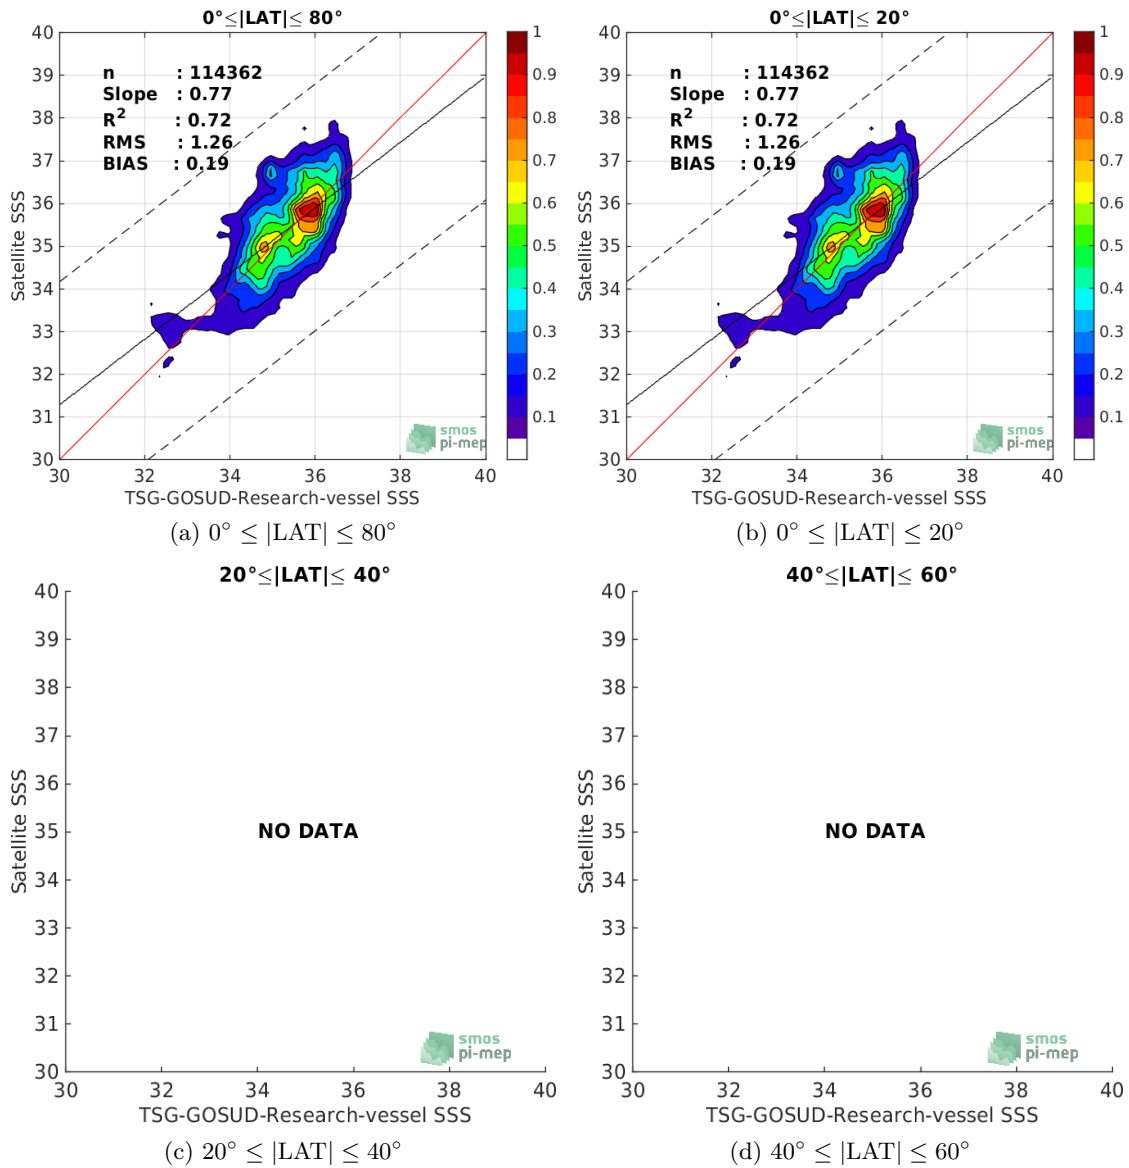 0°≤|LAT|≤ 80°
40
39
38
37
36
35
34
33
32
31
30
30
32
34
36
38
40
Satellite SSS
TSG-GOSUD-Research-vessel SSS
n : 114362
Slope : 0.77
R² : 0.72
RMS : 1.26
BIAS : 0.19
1
0.9
0.8
0.7
0.6
0.5
0.4
0.3
0.2
0.1
smos
pi-mep
(a) 0° ≤ |LAT| ≤ 80°
0°≤|LAT|≤ 20°
40
39
38
37
36
35
34
33
32
31
30
30
32
34
36
38
40
Satellite SSS
TSG-GOSUD-Research-vessel SSS
n : 114362
Slope : 0.77
R² : 0.72
RMS : 1.26
BIAS : 0.19
1
0.9
0.8
0.7
0.6
0.5
0.4
0.3
0.2
0.1
smos
pi-mep
(b) 0° ≤ |LAT| ≤ 20°
20°≤|LAT|≤ 40°
40
39
38
37
36
35
34
33
32
31
30
30
32
34
36
38
40
Satellite SSS
TSG-GOSUD-Research-vessel SSS
NO DATA
smos
pi-mep
(c) 20° ≤ |LAT| ≤ 40°
40°≤|LAT|≤ 60°
40
39
38
37
36
35
34
33
32
31
30
30
32
34
36
38
40
Satellite SSS
TSG-GOSUD-Research-vessel SSS
NO DATA
smos
pi-mep
(d) 40° ≤ |LAT| ≤ 60°